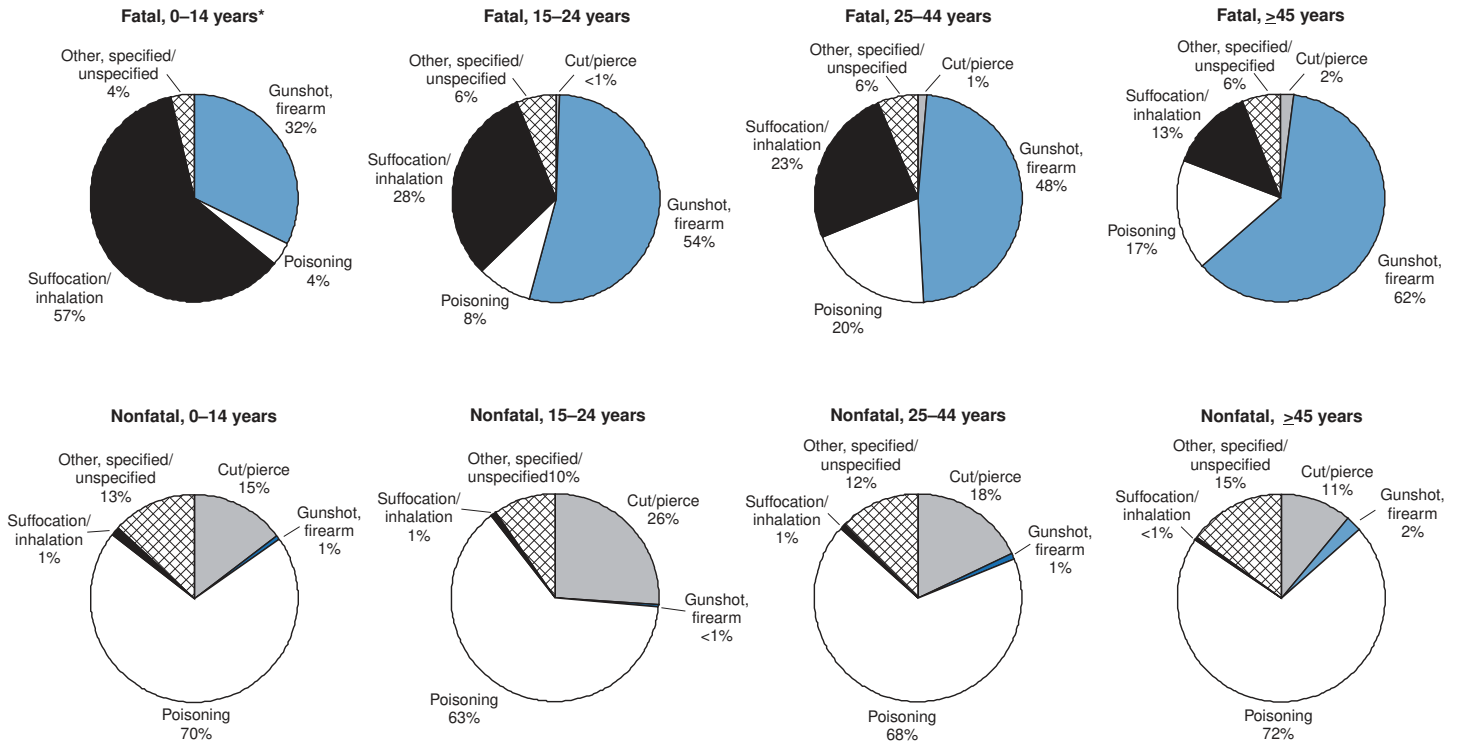 Fatal, 0–14 years*
Other, specified/
unspecified
4%
Gunshot,
firearm
32%
Suffocation/
inhalation
57%
Poisoning
4%
Fatal, 15–24 years
Other, specified/
unspecified
6%
Cut/pierce
<1%
Suffocation/
inhalation
28%
Gunshot,
firearm
54%
Poisoning
8%
Fatal, 25–44 years
Other, specified/
unspecified
6%
Cut/pierce
1%
Suffocation/
inhalation
23%
Gunshot,
firearm
48%
Poisoning
20%
Fatal, ≥45 years
Other, specified/
unspecified
6%
Cut/pierce
2%
Suffocation/
inhalation
13%
Poisoning
17%
Gunshot,
firearm
62%
Nonfatal, 0–14 years
Other, specified/
unspecified
13%
Cut/pierce
15%
Suffocation/
inhalation
1%
Gunshot,
firearm
1%
Poisoning
70%
Nonfatal, 15–24 years
Other, specified/
unspecified10%
Suffocation/
inhalation
1%
Cut/pierce
26%
Gunshot,
firearm
<1%
Poisoning
63%
Nonfatal, 25–44 years
Other, specified/
unspecified
12%
Cut/pierce
18%
Suffocation/
inhalation
1%
Gunshot,
firearm
1%
Poisoning
68%
Nonfatal, ≥45 years
Other, specified/
unspecified
15%
Cut/pierce
11%
Suffocation/
inhalation
<1%
Gunshot,
firearm
2%
Poisoning
72%